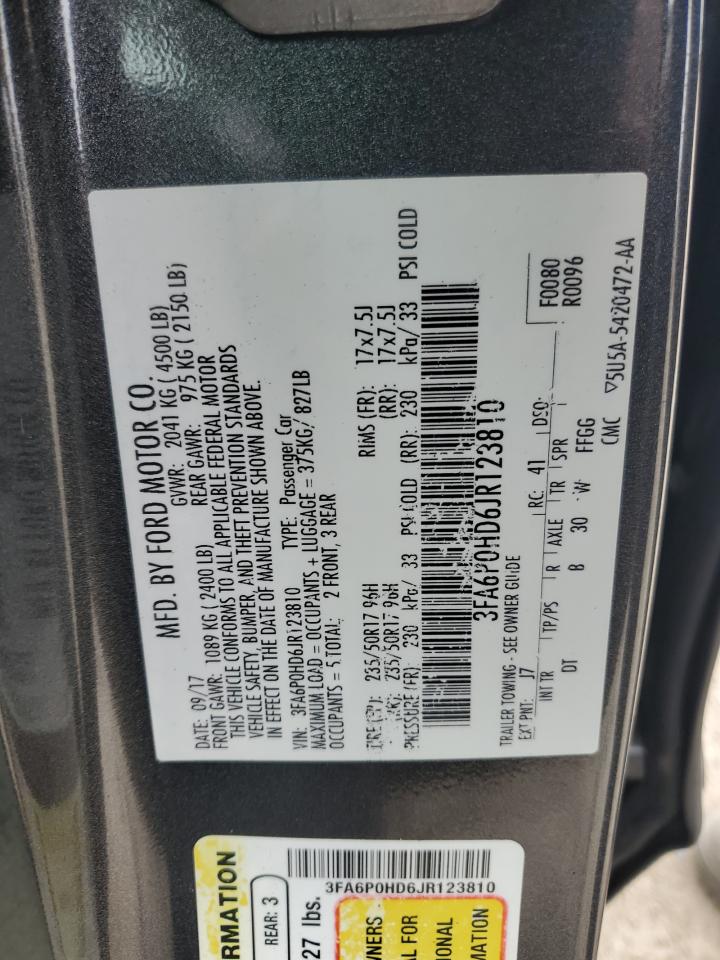 MFD. BY FORD MOTOR CO.
DATE: 09/17 GVWR: 2041 KG ( 4500 LB)
FRONT GAWR: 1089 KG ( 2400 LB) REAR GAWR: 975 KG ( 2150 LB)
THIS VEHICLE CONFORMS TO ALL APPLICABLE FEDERAL MOTOR
VEHICLE SAFETY, BUMPER, AND THEFT PREVENTION STANDARDS
IN EFFECT ON THE DATE OF MANUFACTURE SHOWN ABOVE.
VIN: 3FA6P0HD6JR123810 TYPE: Passenger Car
MAXIMUM LOAD = OCCUPANTS + LUGGAGE = 375KG/ 827LB
OCCUPANTS = 5 TOTAL: 2 FRONT, 3 REAR
235/50R17 96H RIMS (FR): 17x7.5J
235/50R17 96H (RR): 17x7.5J
PRESSURE (FR): 230 kPa/ 33 PSI COLD (RR): 230 kPa/ 33 PSI COLD
3FA6P0HD6JR123810
TRAILER TOWING - SEE OWNER GUIDE
EXT PNT: J7 RC: 41 DSO: F0080
R0096
INT TR TP/PS R AXLE TR SPR
DT B 30 W FFGG
CMC ▽5U5A-5420472-AA
3FA6P0HD6JR123810
RMATION
REAR: 3
27 lbs.
WNERS
AL FOR
IONAL
MATION